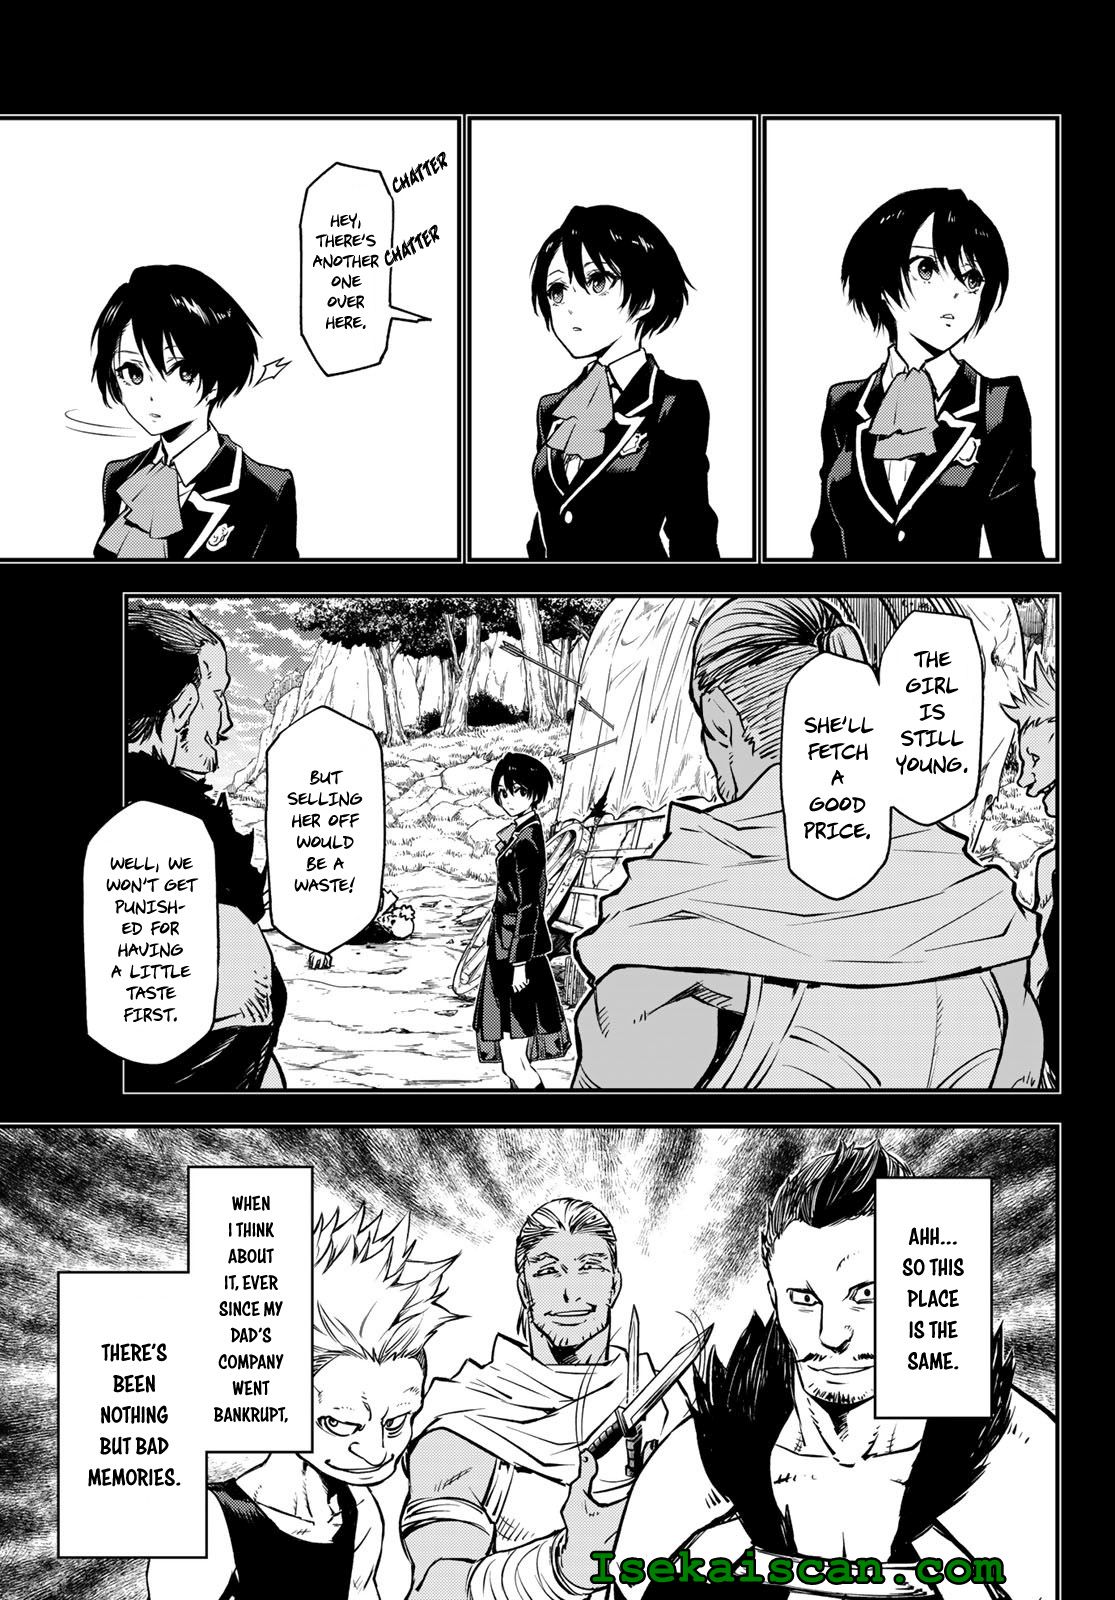 CHATTER
CHATTER
HEY,
THERE'S
ANOTHER
ONE
OVER
HERE.
THE
GIRL
IS
STILL
YOUNG.
SHE'LL
FETCH
A
GOOD
PRICE.
BUT
SELLING
HER OFF
WOULD
BE A
WASTE!
WELL, WE
WON'T GET
PUNISH-
ED FOR
HAVING
A LITTLE
TASTE
FIRST.
AHH...
SO THIS
PLACE
IS THE
SAME.
WHEN
I THINK
ABOUT
IT, EVER
SINCE MY
DAD'S
COMPANY
WENT
BANKRUPT,
THERE'S
BEEN
NOTHING
BUT BAD
MEMORIES.
Isekaiscan.com